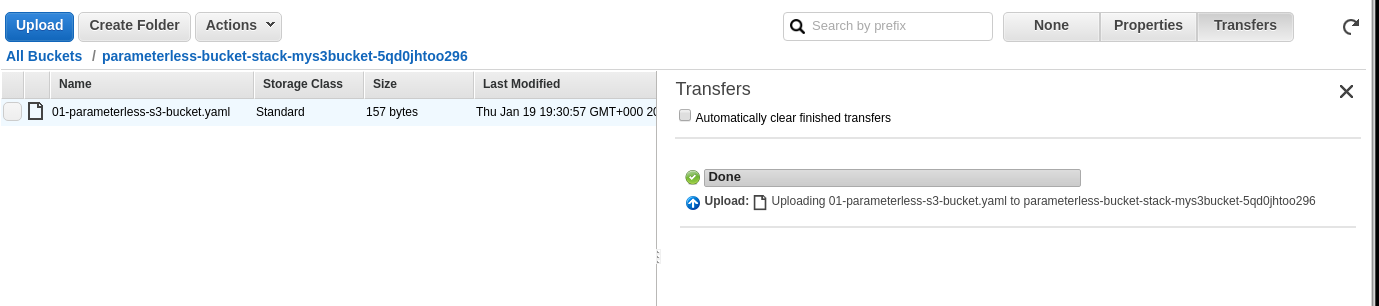 Upload Create Folder Actions Search by prefix None Properties Transfers
All Buckets / parameterless-bucket-stack-mys3bucket-5qd0jhtoo296
Name Storage Class Size Last Modified
01-parameterless-s3-bucket.yaml Standard 157 bytes Thu Jan 19 19:30:57 GMT+000 20
Transfers
Automatically clear finished transfers
Done
Upload: Uploading 01-parameterless-s3-bucket.yaml to parameterless-bucket-stack-mys3bucket-5qd0jhtoo296